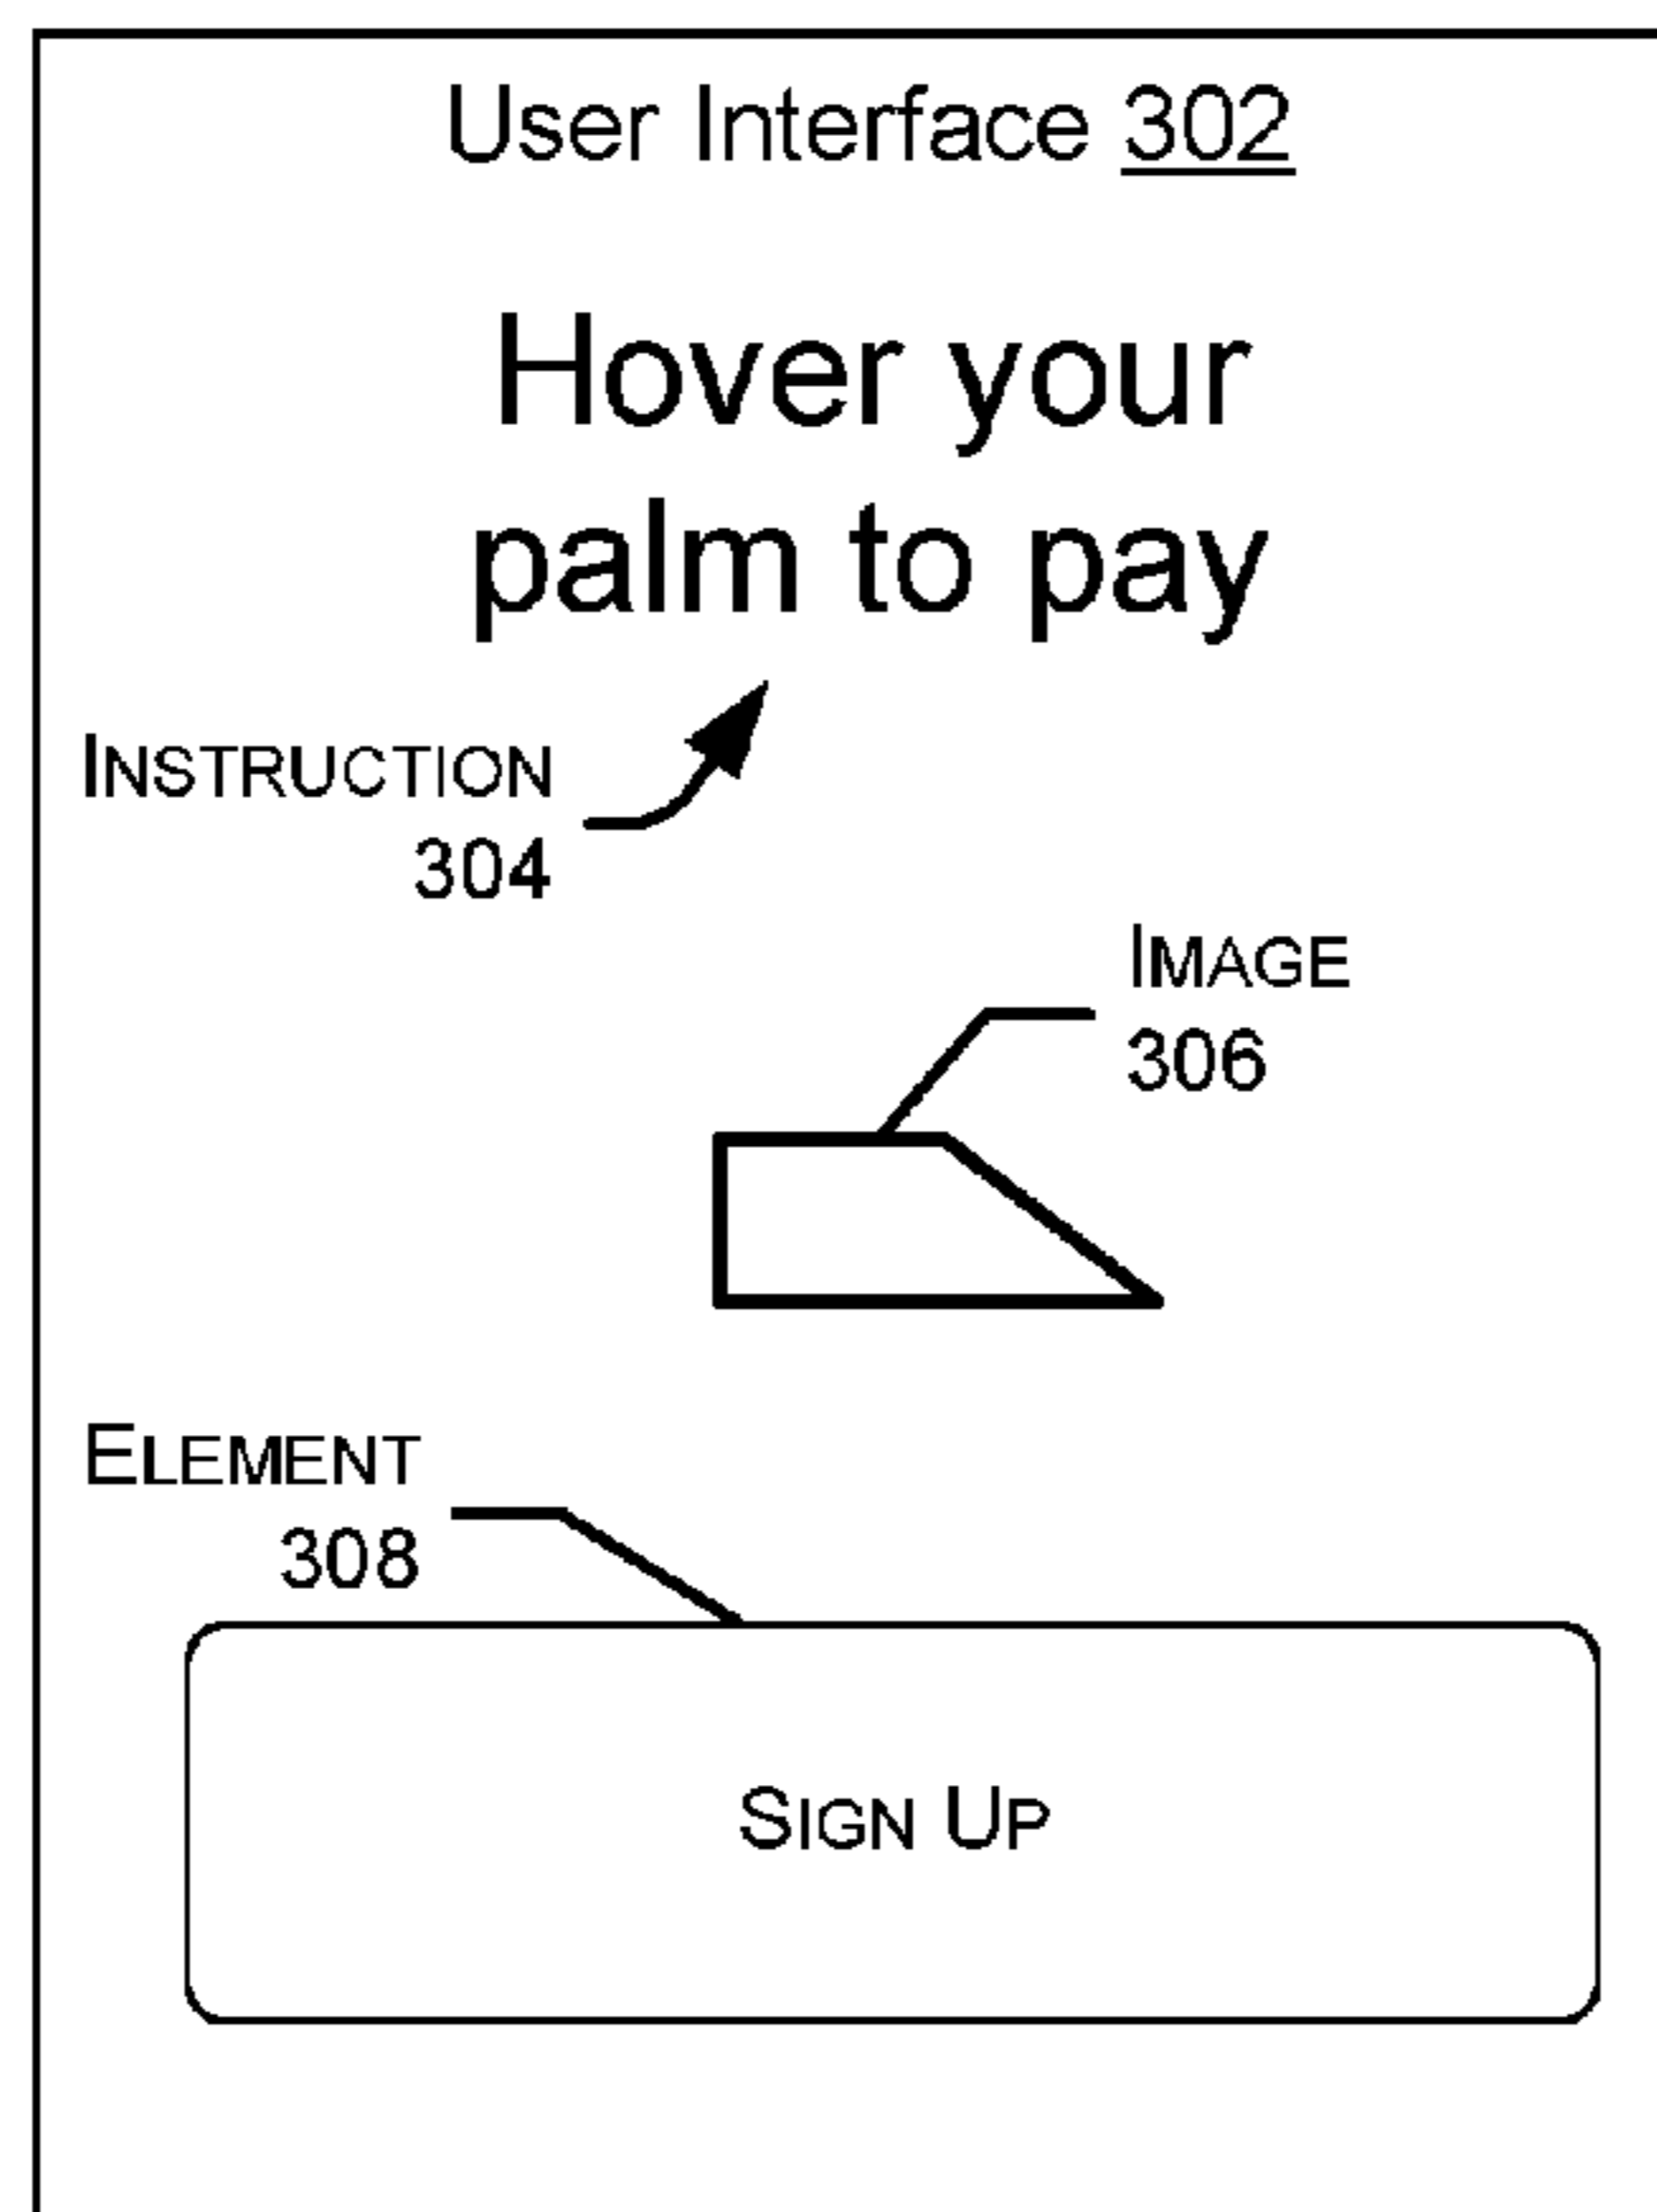 User Interface 302
Hover your
palm to pay
INSTRUCTION
304
IMAGE
306
ELEMENT
308
SIGN UP